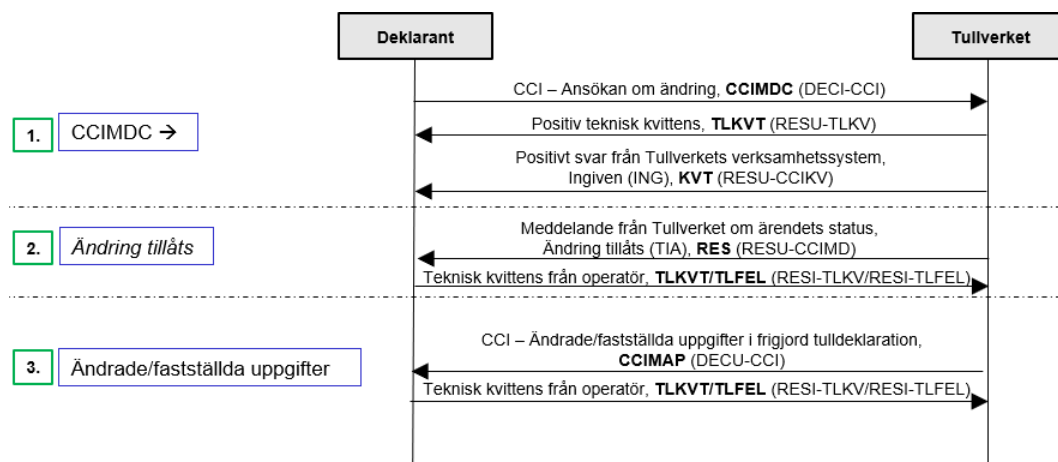 Deklarant
Tullverket
CCI – Ansökan om ändring, CCIMDC (DECI-CCI)
1.
CCIMDC →
Positiv teknisk kvittens, TLKVT (RESU-TLKV)
Positivt svar från Tullverkets verksamhetssystem,
Ingiven (ING), KVT (RESU-CCIKV)
2.
Ändring tillåts
Meddelande från Tullverket om ärendets status,
Ändring tillåts (TIA), RES (RESU-CCIMD)
Teknisk kvittens från operatör, TLKVT/TLFEL (RESI-TLKV/RESI-TLFEL)
3.
Ändrade/fastställda uppgifter
CCI – Ändrade/fastställda uppgifter i frigjord tulldeklaration,
CCIMAP (DECU-CCI)
Teknisk kvittens från operatör, TLKVT/TLFEL (RESI-TLKV/RESI-TLFEL)